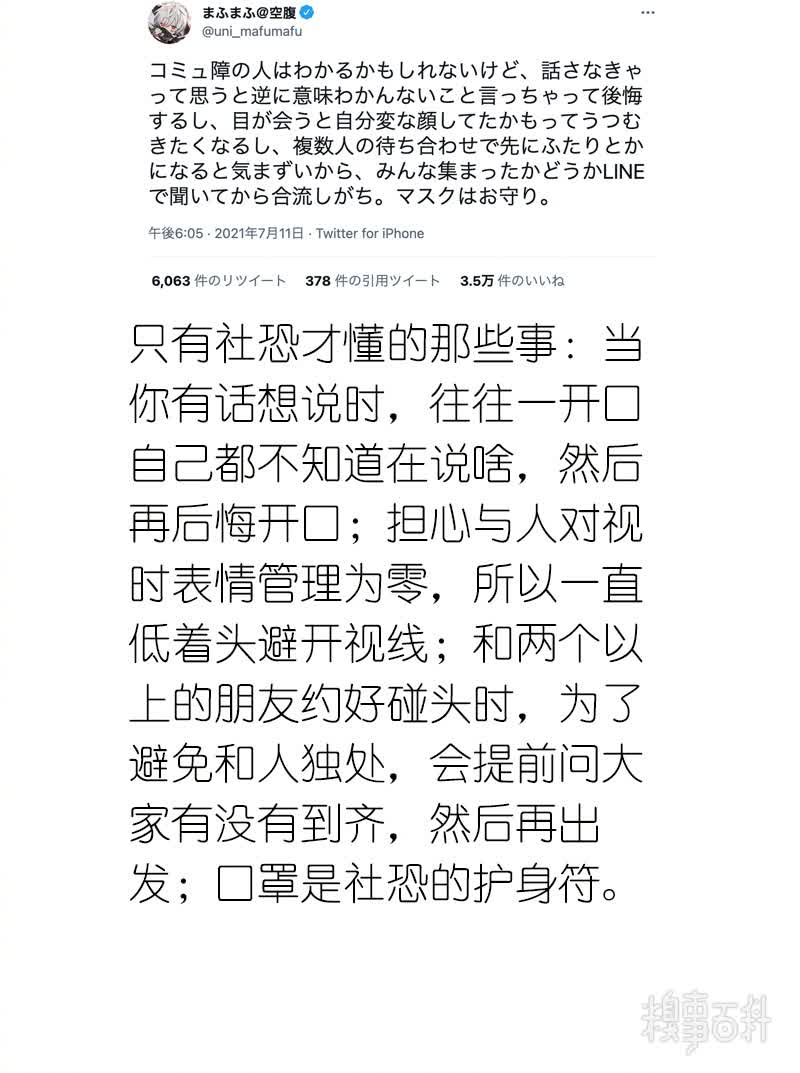 まふまふ@空腹
@uni_mafumafu
コミュ障の人はわかるかもしれないけど、話さなきゃ
って思うと逆に意味わかんないこと言っちゃって後悔
するし、目が会うと自分変な顔してたかもってうつむ
きたくなるし、複数人の待ち合わせで先にふたりとか
になると気まずいから、みんな集まったかどうかLINE
で聞いてから合流しがち。マスクはお守り。
午後6:05 · 2021年7月11日 · Twitter for iPhone
6,063 件のリツイート 378 件の引用ツイート 3.5万 件のいいね
只有社恐才懂的那些事：当
你有话想说时，往往一开口
自己都不知道在说啥，然后
再后悔开口；担心与人对视
时表情管理为零，所以一直
低着头避开视线；和两个以
上的朋友约好碰头时，为了
避免和人独处，会提前问大
家有没有到齐，然后再出
发；口罩是社恐的护身符。
糗事百科